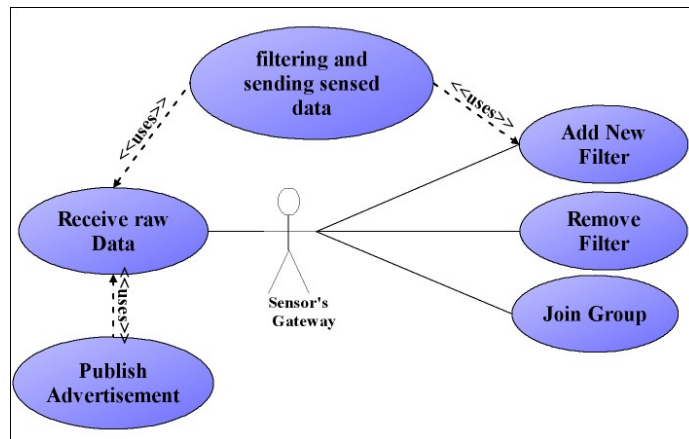 filtering and
sending sensed
data
<<uses>>
<<uses>>
Add New
Filter
Receive raw
Data
Remove
Filter
Sensor's
Gateway
<<uses>>
Join Group
Publish
Advertisement